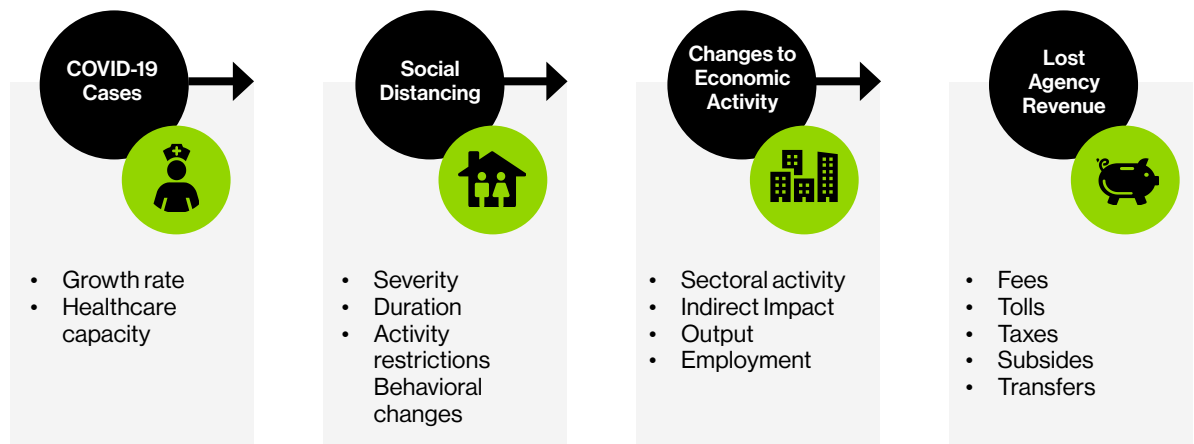 COVID-19
Cases
• Growth rate
• Healthcare
capacity
Social
Distancing
• Severity
• Duration
• Activity
restrictions
Behavioral
changes
Changes to
Economic
Activity
• Sectoral activity
• Indirect Impact
• Output
• Employment
Lost
Agency
Revenue
• Fees
• Tolls
• Taxes
• Subsides
• Transfers